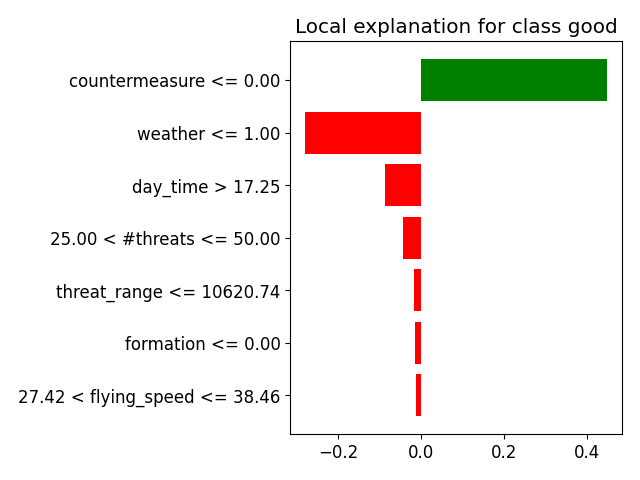 Local explanation for class good
countermeasure <= 0.00
weather <= 1.00
day_time > 17.25
25.00 < #threats <= 50.00
threat_range <= 10620.74
formation <= 0.00
27.42 < flying_speed <= 38.46
−0.2 0.0 0.2 0.4